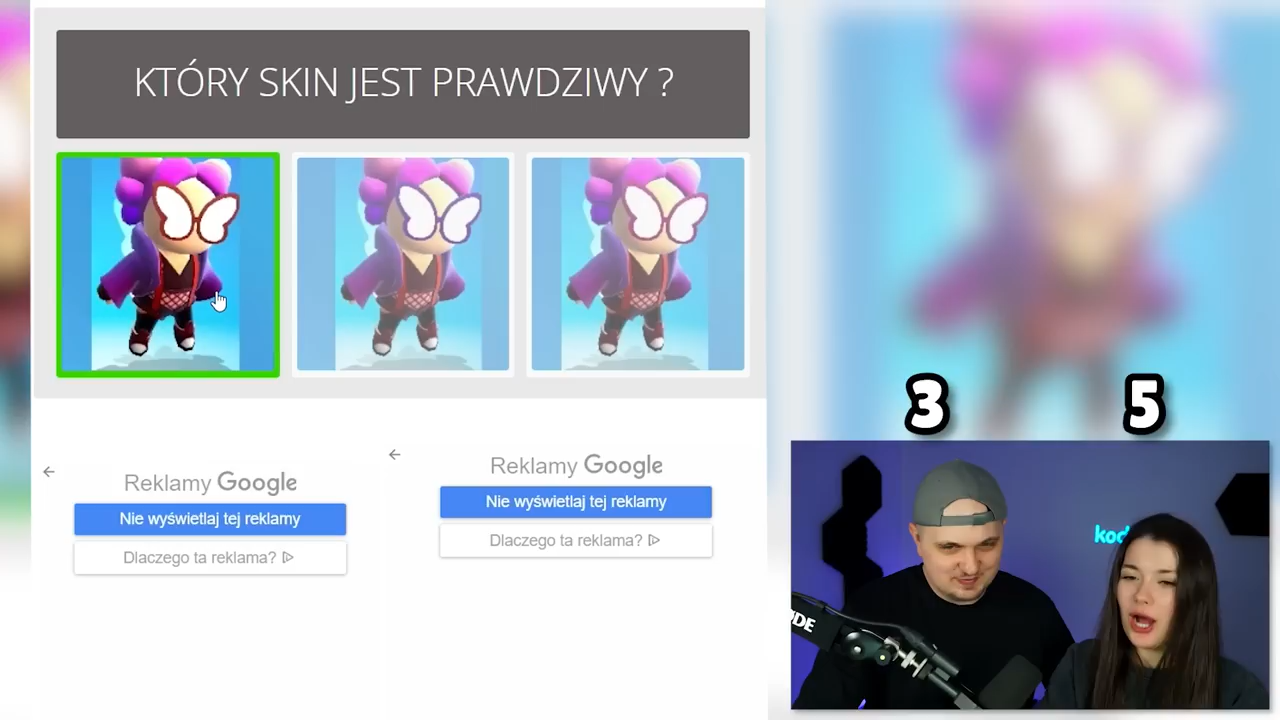 KTÓRY SKIN JEST PRAWDZIWY ?
3 5
Reklamy Google
Nie wyświetlaj tej reklamy
Dlaczego ta reklama?
Reklamy Google
Nie wyświetlaj tej reklamy
Dlaczego ta reklama?